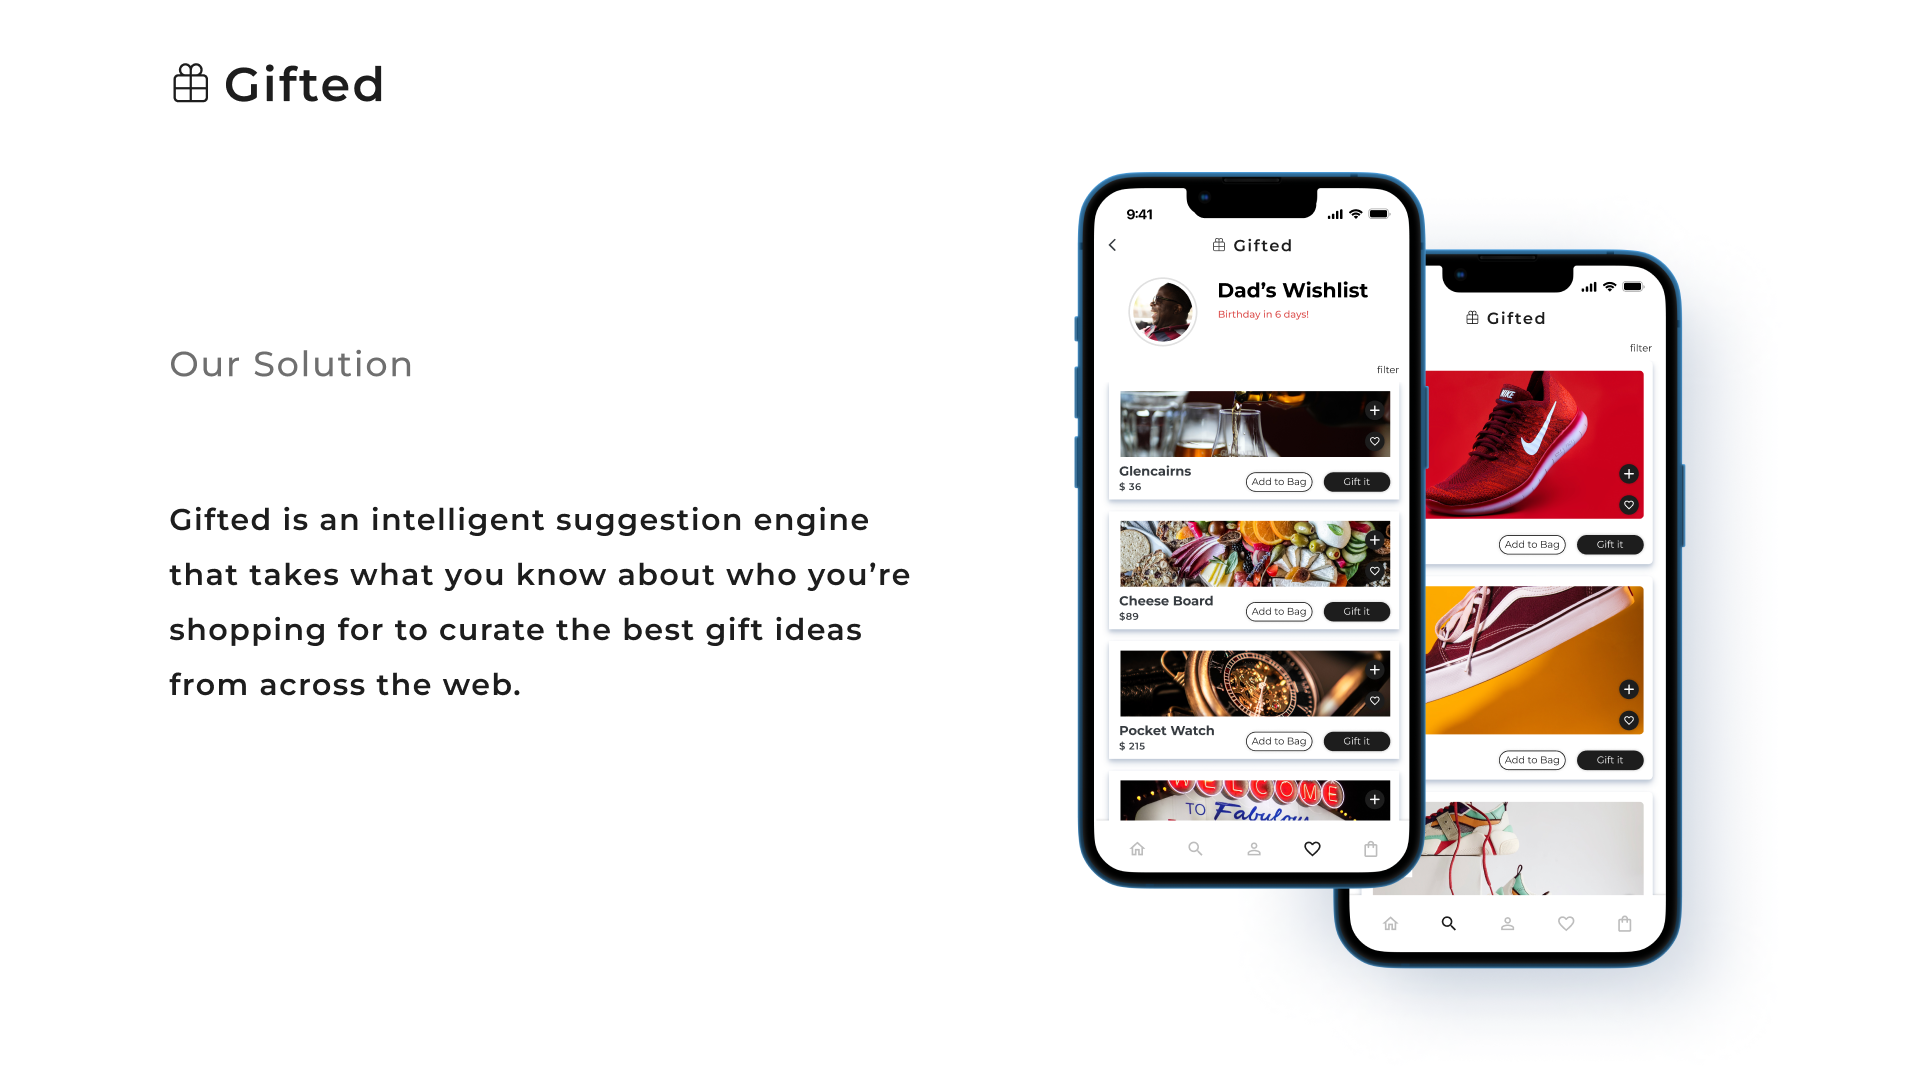 Gifted
Our Solution
Gifted is an intelligent suggestion engine
that takes what you know about who you’re
shopping for to curate the best gift ideas
from across the web.
9:41
Gifted
Dad’s Wishlist
Birthday in 6 days!
filter
Glencairns
$ 36
Add to Bag
Gift it
Cheese Board
$89
Add to Bag
Gift it
Pocket Watch
$ 215
Add to Bag
Gift it
WELCOME
TO Fabulous
Gifted
filter
NIKE
Add to Bag
Gift it
Add to Bag
Gift it